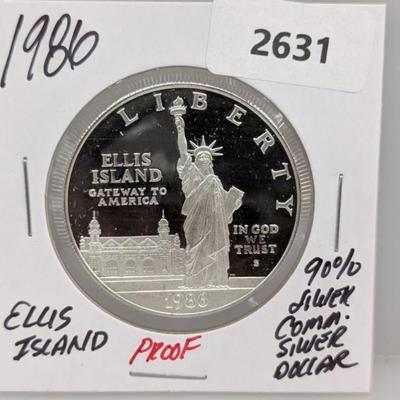 1986
2631
LIBERTY
ELLIS
ISLAND
GATEWAY TO
AMERICA
IN GOD
WE
TRUST
S
1986
ELLIS
ISLAND
PROOF
90%
SILVER
COMM.
SILVER
DOLLAR